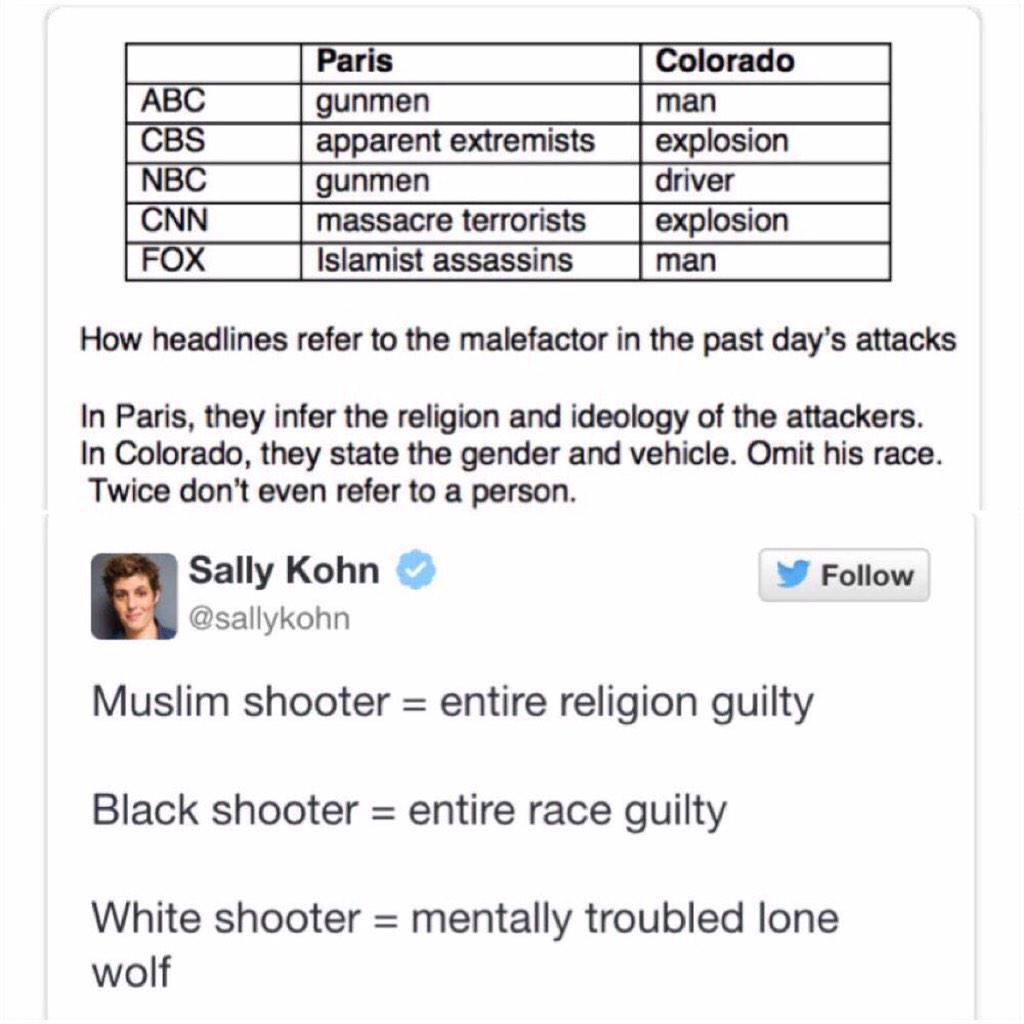 Paris Colorado
ABC gunmen man
CBS apparent extremists explosion
NBC gunmen driver
CNN massacre terrorists explosion
FOX Islamist assassins man
How headlines refer to the malefactor in the past day's attacks
In Paris, they infer the religion and ideology of the attackers.
In Colorado, they state the gender and vehicle. Omit his race.
Twice don't even refer to a person.
Sally Kohn
@sallykohn
Follow
Muslim shooter = entire religion guilty
Black shooter = entire race guilty
White shooter = mentally troubled lone
wolf